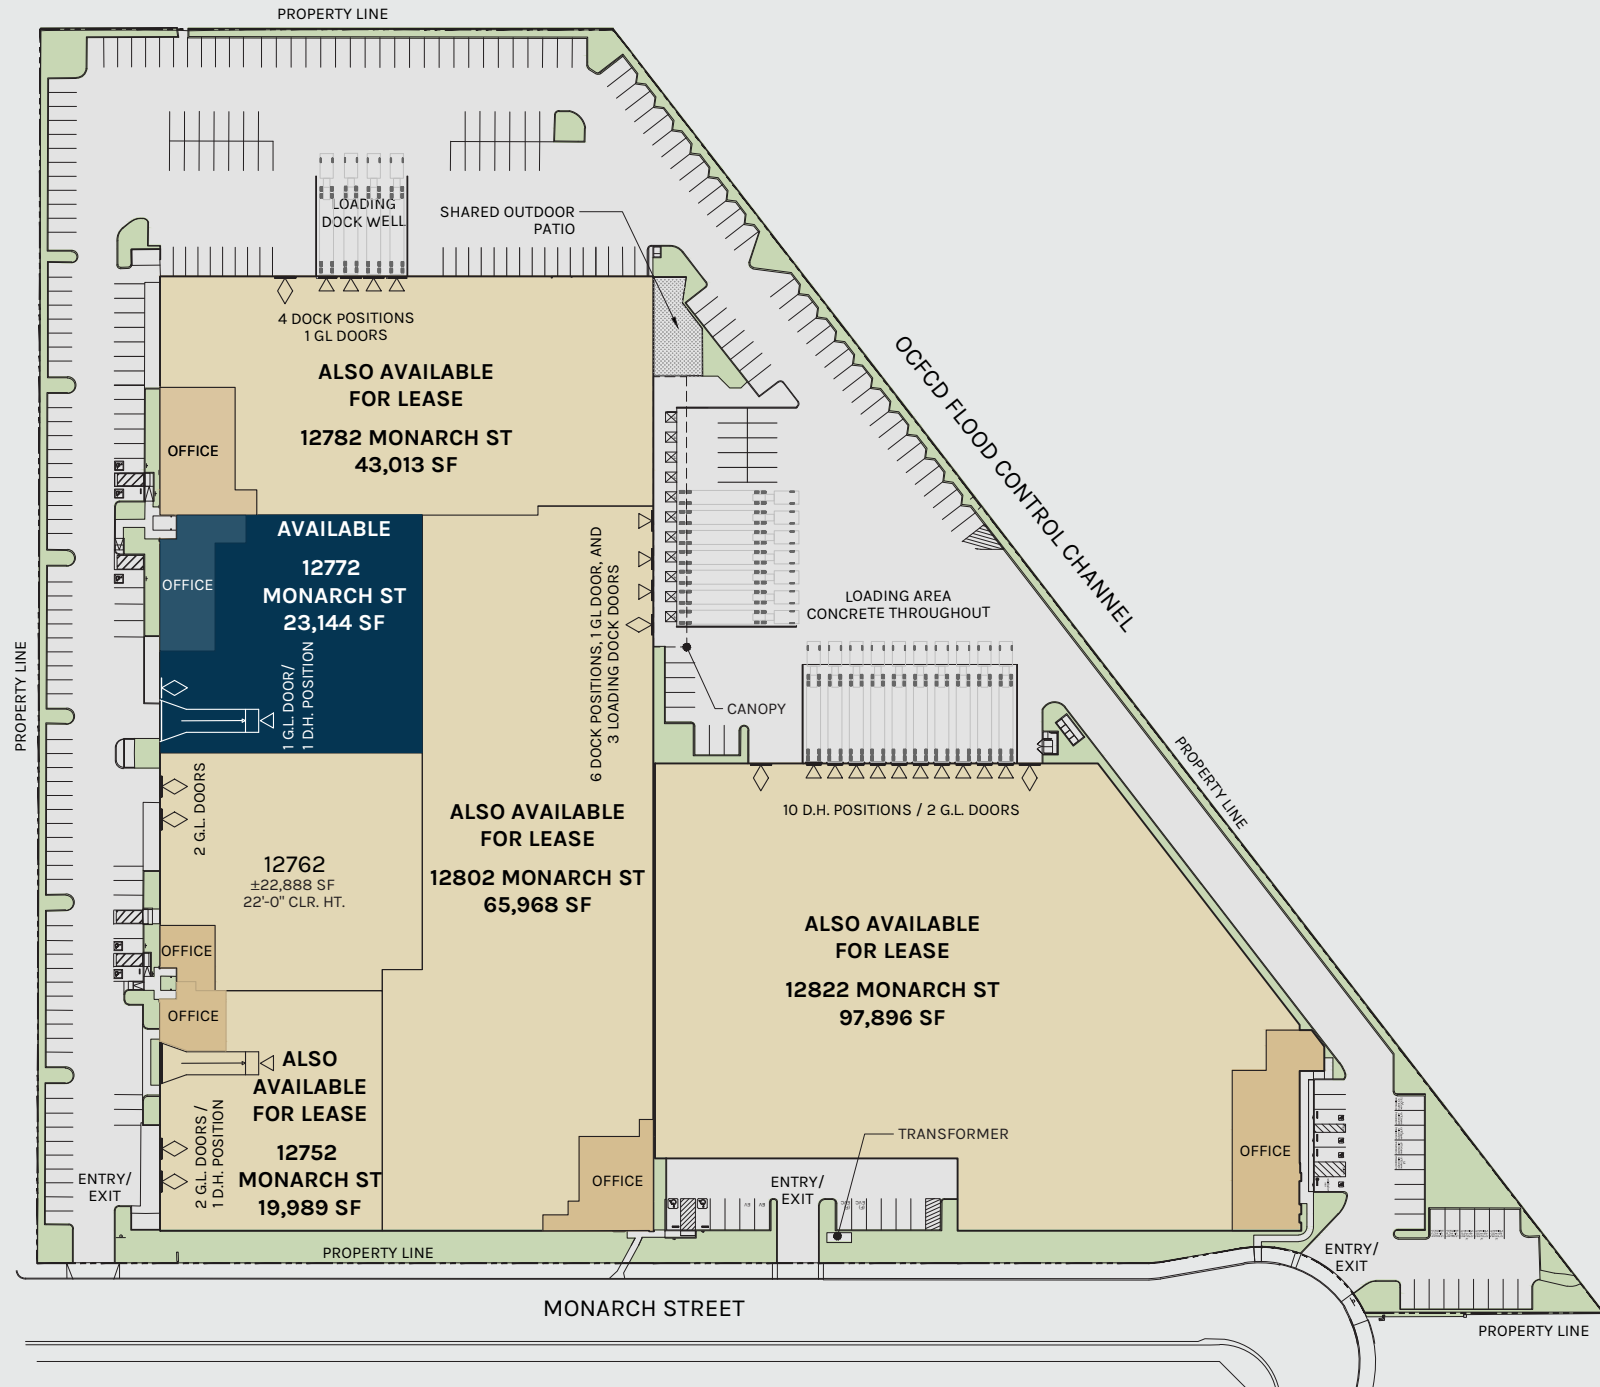 PROPERTY LINE
LOADING
DOCK WELL
SHARED OUTDOOR
PATIO
4 DOCK POSITIONS
1 GL DOORS
ALSO AVAILABLE
FOR LEASE
12782 MONARCH ST
43,013 SF
OFFICE
OCFCD FLOOD CONTROL CHANNEL
AVAILABLE
12772
MONARCH ST
23,144 SF
OFFICE
1 G.L. DOOR/
1 D.H. POSITION
6 DOCK POSITIONS, 1 GL DOOR, AND
3 LOADING DOCK DOORS
LOADING AREA
CONCRETE THROUGHOUT
CANOPY
PROPERTY LINE
PROPERTY LINE
2 G.L. DOORS
12762
±22,888 SF
22'-0" CLR. HT.
OFFICE
ALSO AVAILABLE
FOR LEASE
12802 MONARCH ST
65,968 SF
10 D.H. POSITIONS / 2 G.L. DOORS
ALSO AVAILABLE
FOR LEASE
12822 MONARCH ST
97,896 SF
OFFICE
ALSO
AVAILABLE
FOR LEASE
12752
MONARCH ST
19,989 SF
2 G.L. DOORS /
1 D.H. POSITION
ENTRY/
EXIT
OFFICE
TRANSFORMER
ENTRY/
EXIT
OFFICE
PROPERTY LINE
ENTRY/
EXIT
MONARCH STREET
PROPERTY LINE